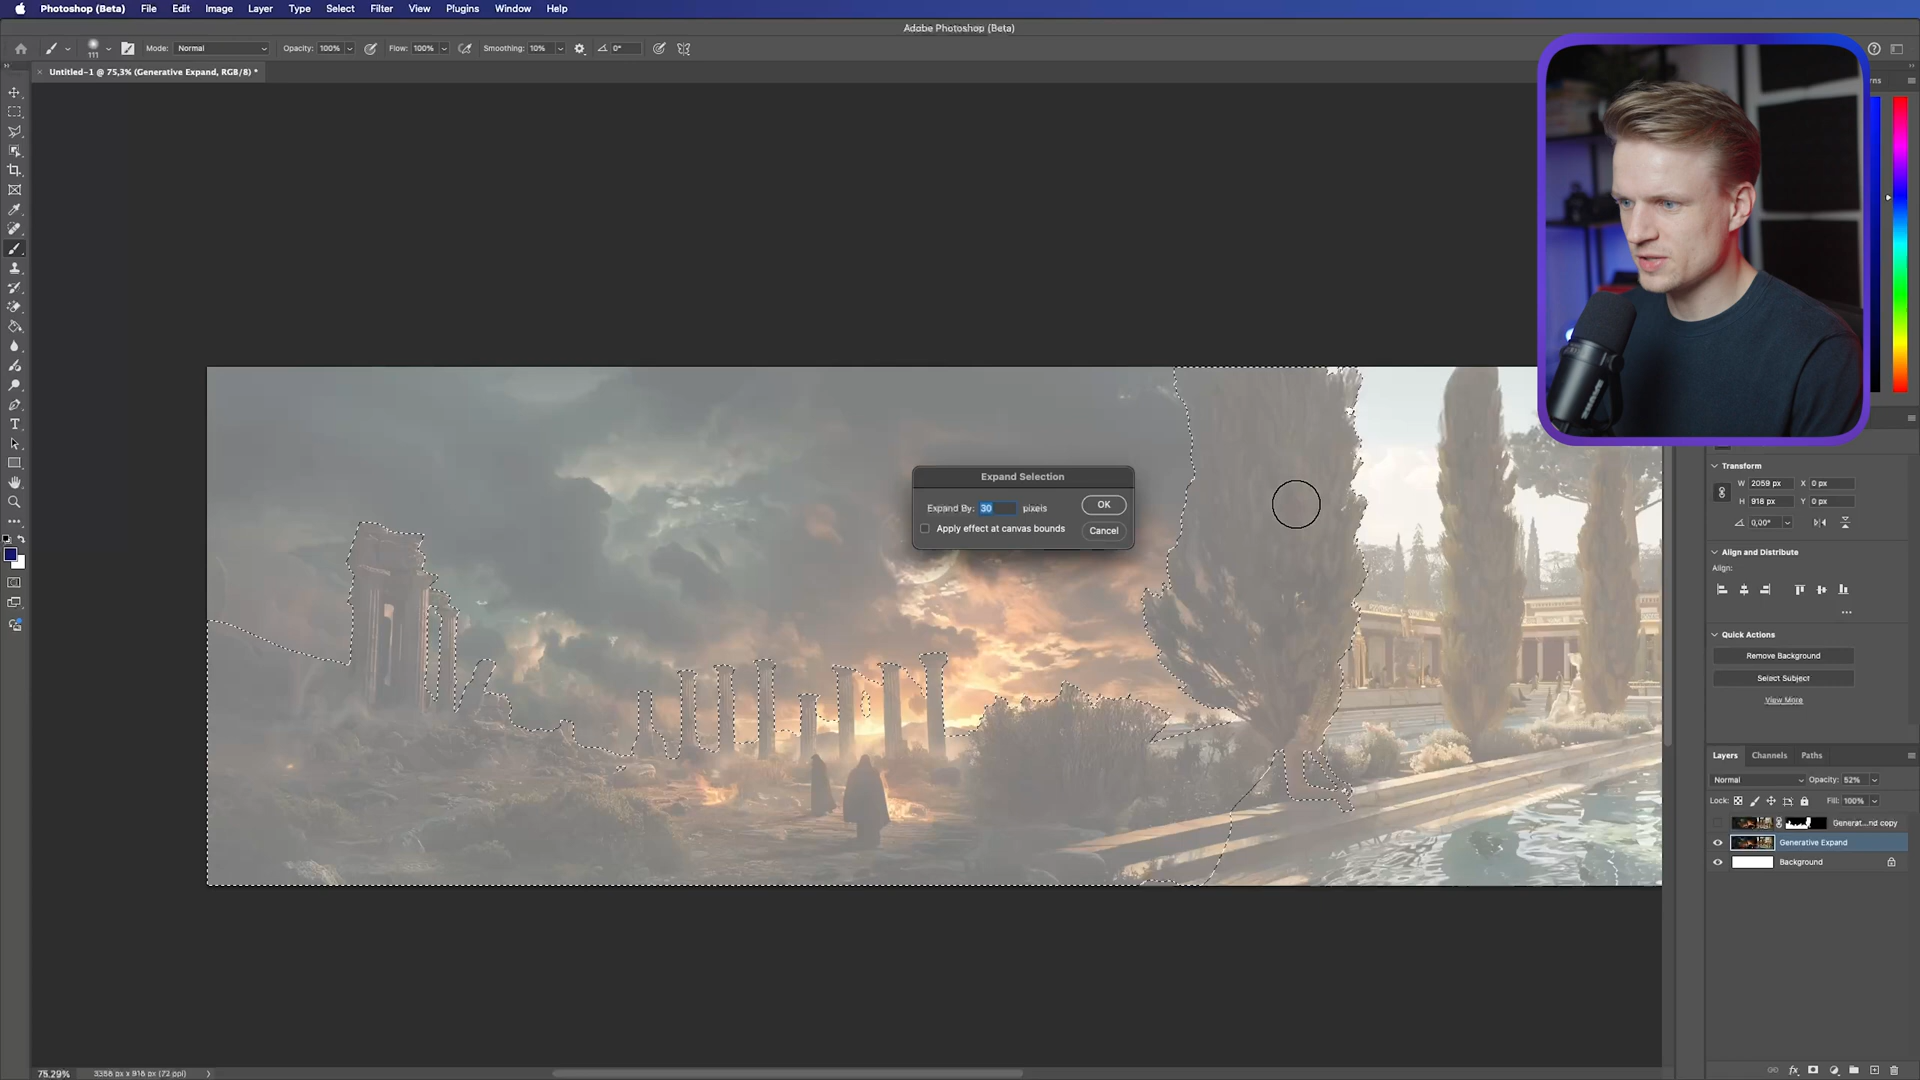 Photoshop (Beta) File Edit Image Layer Type Select Filter View Plugins Window Help
Adobe Photoshop (Beta)
111
Mode: Normal Opacity: 100% Flow: 100% Smoothing: 10% 0°
× Untitled-1 @ 75,3% (Generative Expand, RGB/8) *
Expand Selection
Expand By: 30 pixels OK
Apply effect at canvas bounds
Cancel
Transform
W 2059 px X 0 px
H 918 px Y 0 px
0,00°
Align and Distribute
Align:
Quick Actions
Remove Background
Select Subject
View More
Layers Channels Paths
Normal Opacity: 52%
Lock: Fill: 100%
Generat...nd copy
Generative Expand
Background
75.29% 3358 px x 918 px (72 ppi)